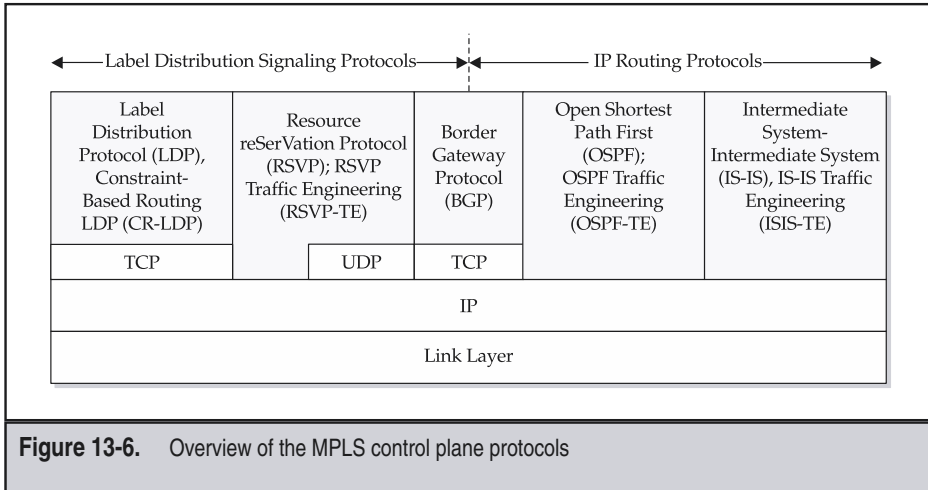 Label Distribution Signaling Protocols
IP Routing Protocols
Label
Distribution
Protocol (LDP),
Constraint-
Based Routing
LDP (CR-LDP)
Resource
reSerVation Protocol
(RSVP); RSVP
Traffic Engineering
(RSVP-TE)
Border
Gateway
Protocol
(BGP)
Open Shortest
Path First
(OSPF);
OSPF Traffic
Engineering
(OSPF-TE)
Intermediate
System-
Intermediate System
(IS-IS), IS-IS Traffic
Engineering
(ISIS-TE)
TCP
UDP
TCP
IP
Link Layer
Figure 13-6. Overview of the MPLS control plane protocols